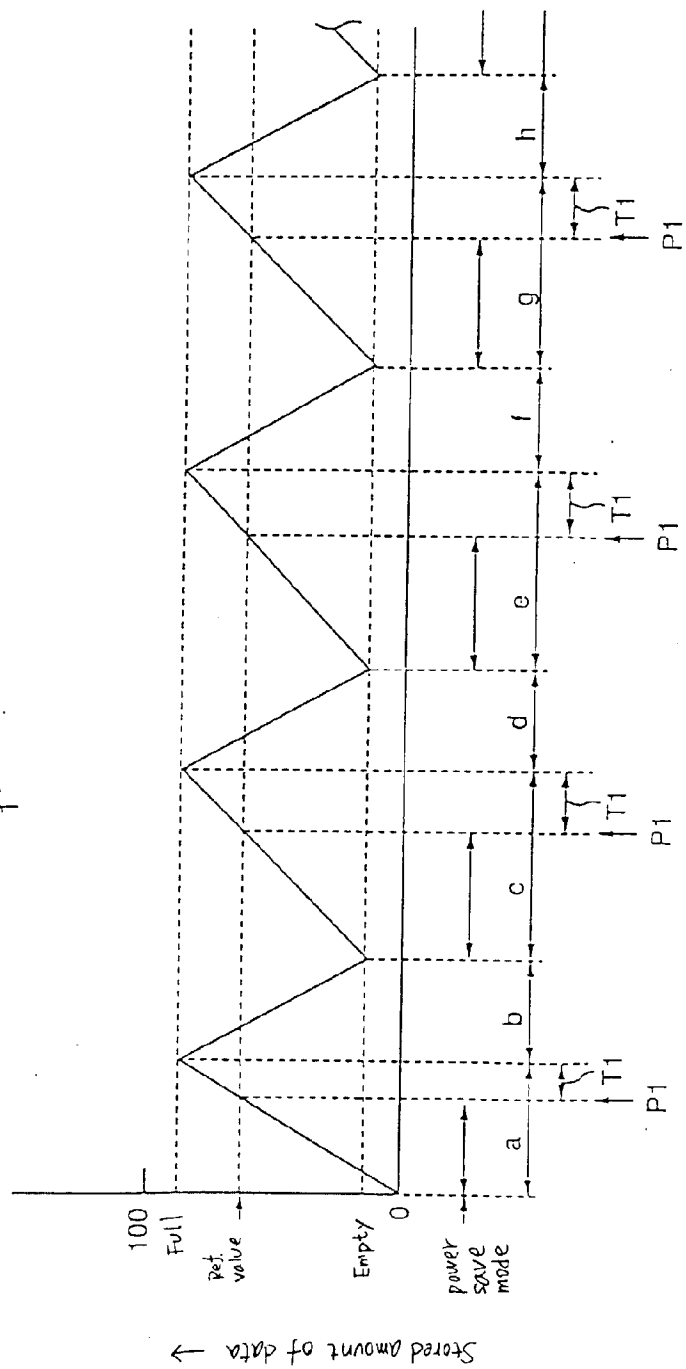 Stored amount of data →
100
Full
Ref. value
Empty
0
power save mode
a
b
c
d
e
f
g
h
T1
T1
T1
T1
P1
P1
P1
P1